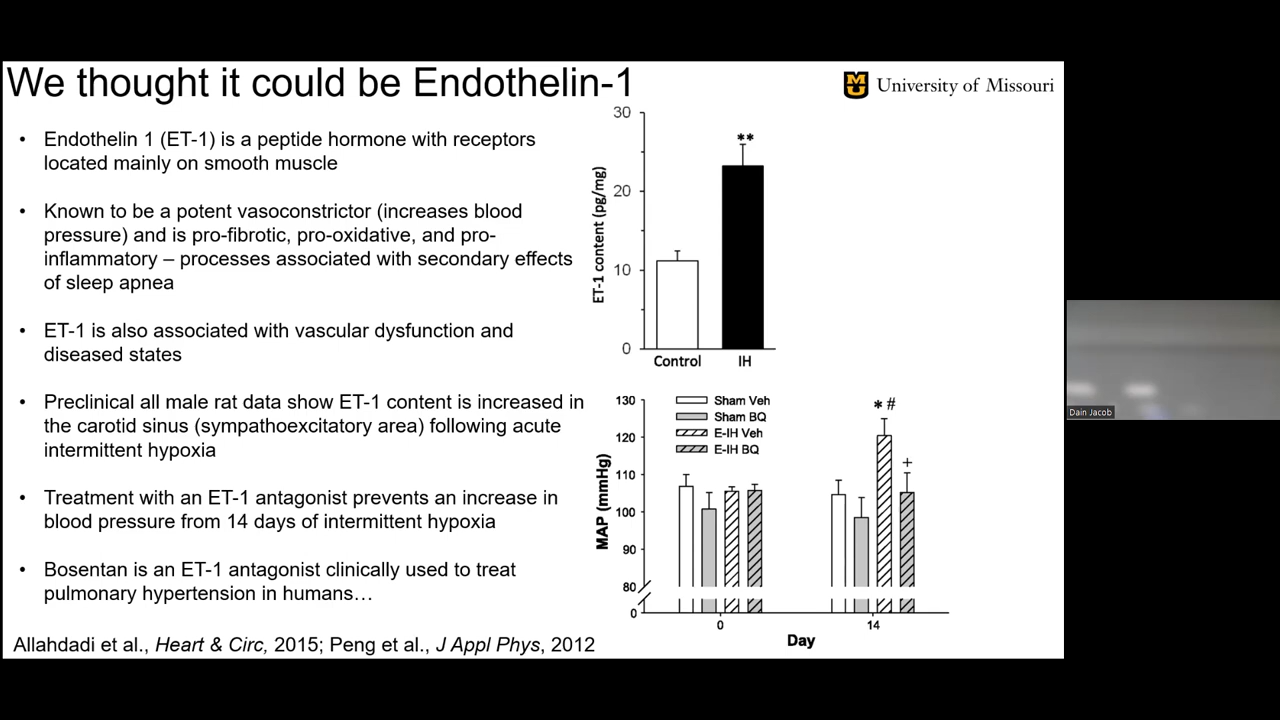 We thought it could be Endothelin-1
University of Missouri
• Endothelin 1 (ET-1) is a peptide hormone with receptors
located mainly on smooth muscle
• Known to be a potent vasoconstrictor (increases blood
pressure) and is pro-fibrotic, pro-oxidative, and pro-
inflammatory – processes associated with secondary effects
of sleep apnea
• ET-1 is also associated with vascular dysfunction and
diseased states
• Preclinical all male rat data show ET-1 content is increased in
the carotid sinus (sympathoexcitatory area) following acute
intermittent hypoxia
• Treatment with an ET-1 antagonist prevents an increase in
blood pressure from 14 days of intermittent hypoxia
• Bosentan is an ET-1 antagonist clinically used to treat
pulmonary hypertension in humans…
Allahdadi et al., Heart & Circ, 2015; Peng et al., J Appl Phys, 2012
ET-1 content (pg/mg)
30
20
10
0
**
Control IH
MAP (mmHg)
130
120
110
100
90
80
0
Sham Veh
Sham BQ
E-IH Veh
E-IH BQ
* #
+
0 14
Day
Dain Jacob